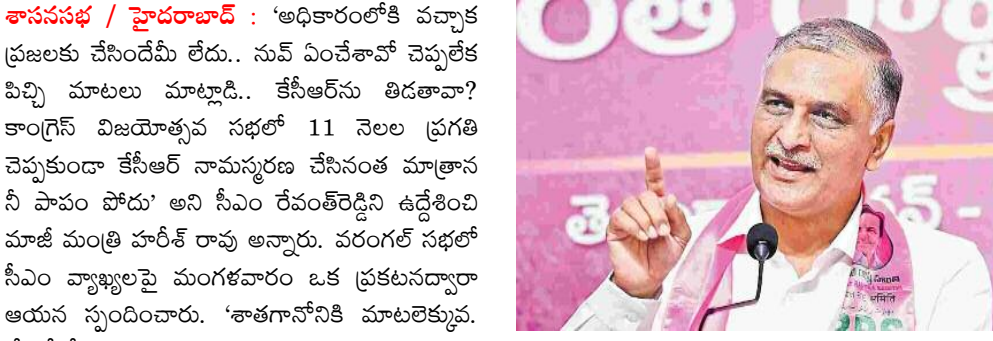 శాసనసభ / హైదరాబాద్ : ‘అధికారంలోకి వచ్చాక
ప్రజలకు చేసిందేమీ లేదు.. నువ్ ఏంచేశావో చెప్పలేక
పిచ్చి మాటలు మాట్లాడి.. కేసీఆర్‌ను తిడతావా?
కాంగ్రెస్ విజయోత్సవ సభలో 11 నెలల ప్రగతి
చెప్పకుండా కేసీఆర్ నామస్మరణ చేసినంత మాత్రాన
నీ పాపం పోదు’ అని సీఎం రేవంత్‌రెడ్డిని ఉద్దేశించి
మాజీ మంత్రి హరీశ్ రావు అన్నారు. వరంగల్ సభలో
సీఎం వ్యాఖ్యలపై మంగళవారం ఒక ప్రకటనద్వారా
ఆయన స్పందించారు. ‘శాతగానోనికి మాటలెక్కువ.